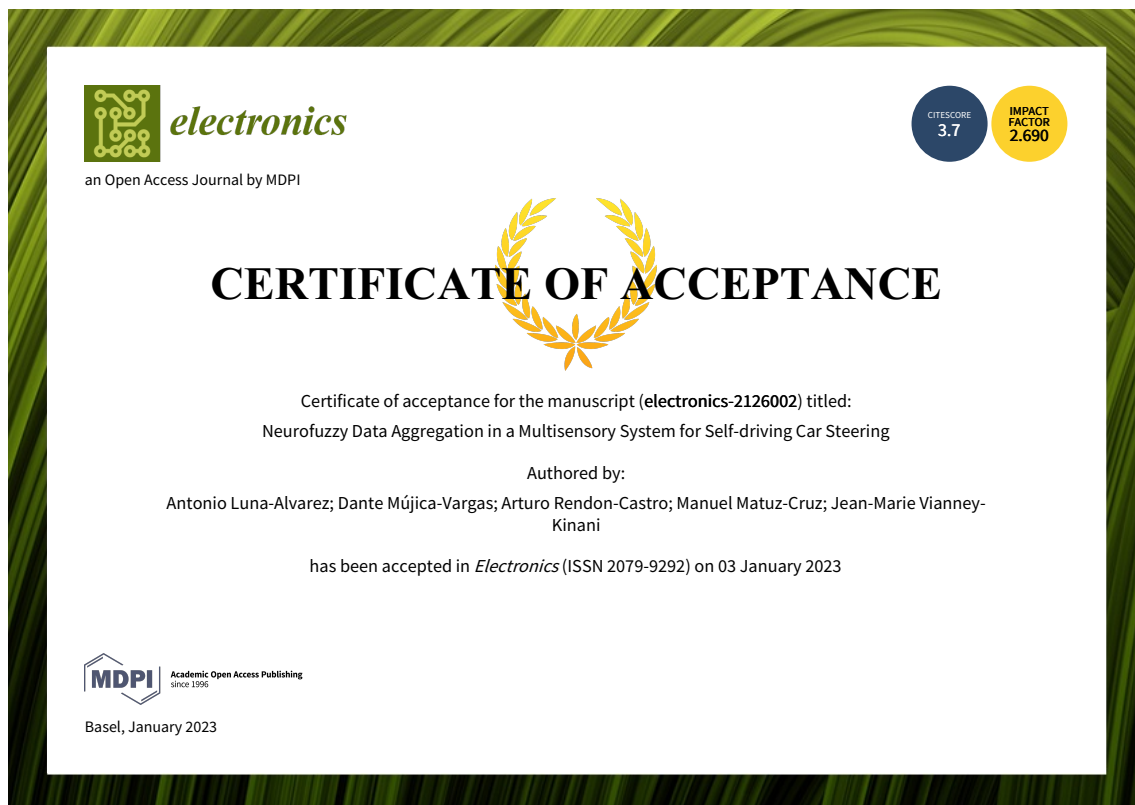 electronics
an Open Access Journal by MDPI
CITESCORE
3.7
IMPACT
FACTOR
2.690
CERTIFICATE OF ACCEPTANCE
Certificate of acceptance for the manuscript (electronics-2126002) titled:
Neurofuzzy Data Aggregation in a Multisensory System for Self-driving Car Steering
Authored by:
Antonio Luna-Alvarez; Dante Mújica-Vargas; Arturo Rendon-Castro; Manuel Matuz-Cruz; Jean-Marie Vianney-
Kinani
has been accepted in Electronics (ISSN 2079-9292) on 03 January 2023
MDPI
Academic Open Access Publishing
since 1996
Basel, January 2023